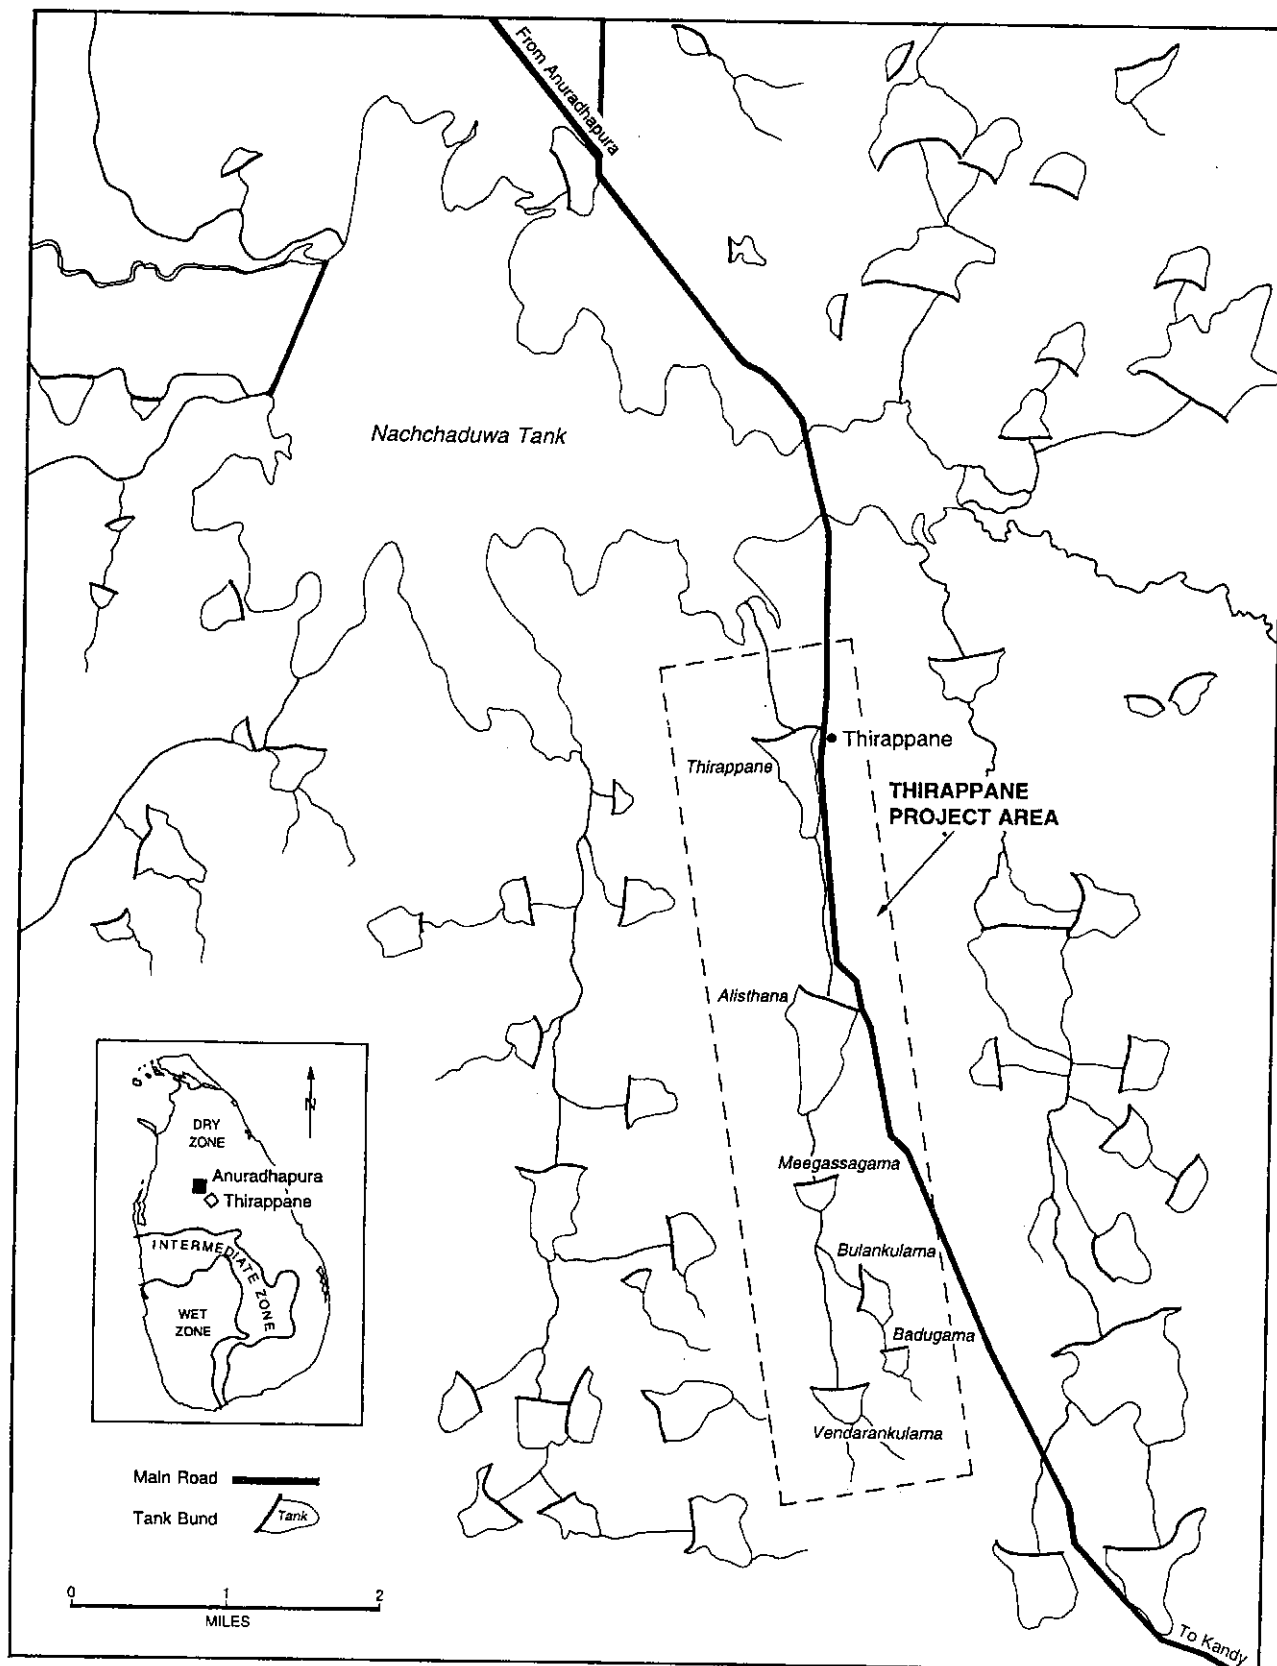 From Anuradhapura
Nachchaduwa Tank
Thirappane
Thirappane
THIRAPPANE
PROJECT AREA
Alisthana
Meegassagama
Bulankulama
Badugama
Vendarankulama
N
DRY
ZONE
Anuradhapura
Thirappane
INTERMEDIATE ZONE
WET
ZONE
Main Road
Tank Bund
Tank
0 1 2
MILES
To Kandy